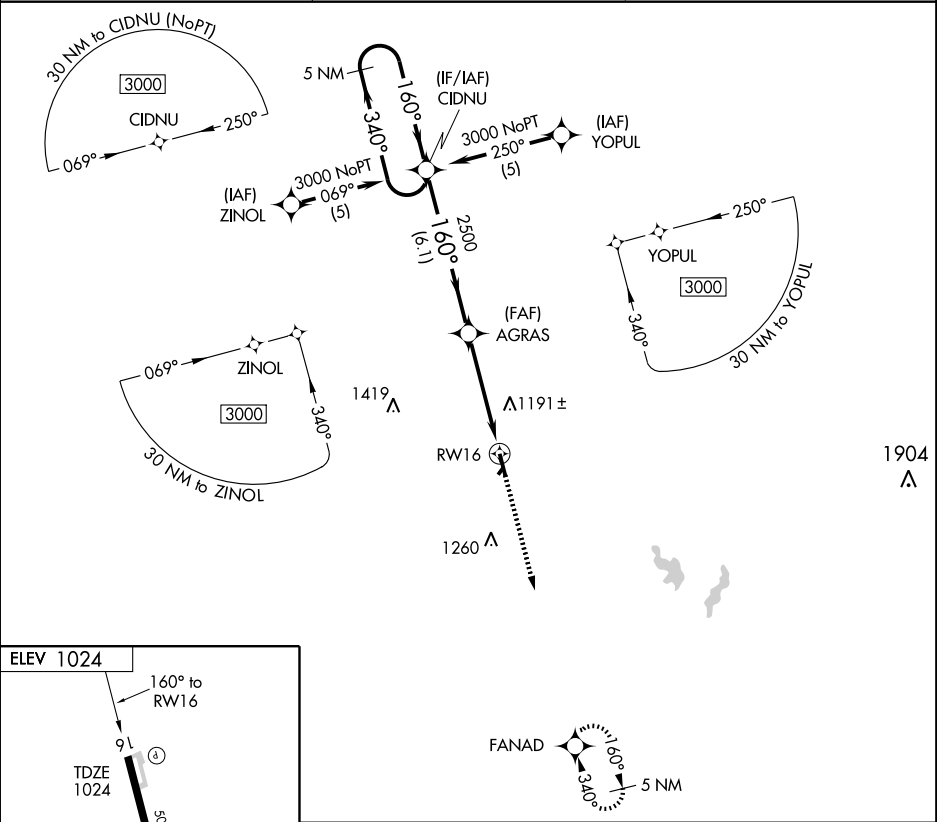 30 NM to CIDNU (NoPT)
3000
CIDNU
069°
250°
5 NM
340°
160°
(IF/IAF)
CIDNU
3000 NoPT
250°
(5)
(IAF)
YOPUL
(IAF)
ZINOL
3000 NoPT
069°
(5)
2500
160°
(6.1)
(FAF)
AGRAS
250°
YOPUL
3000
340°
30 NM to YOPUL
069°
ZINOL
3000
340°
30 NM to ZINOL
1419
1191±
RW16
1904
1260
ELEV 1024
160° to
RW16
16
P
TDZE
1024
FANAD
160°
340°
5 NM